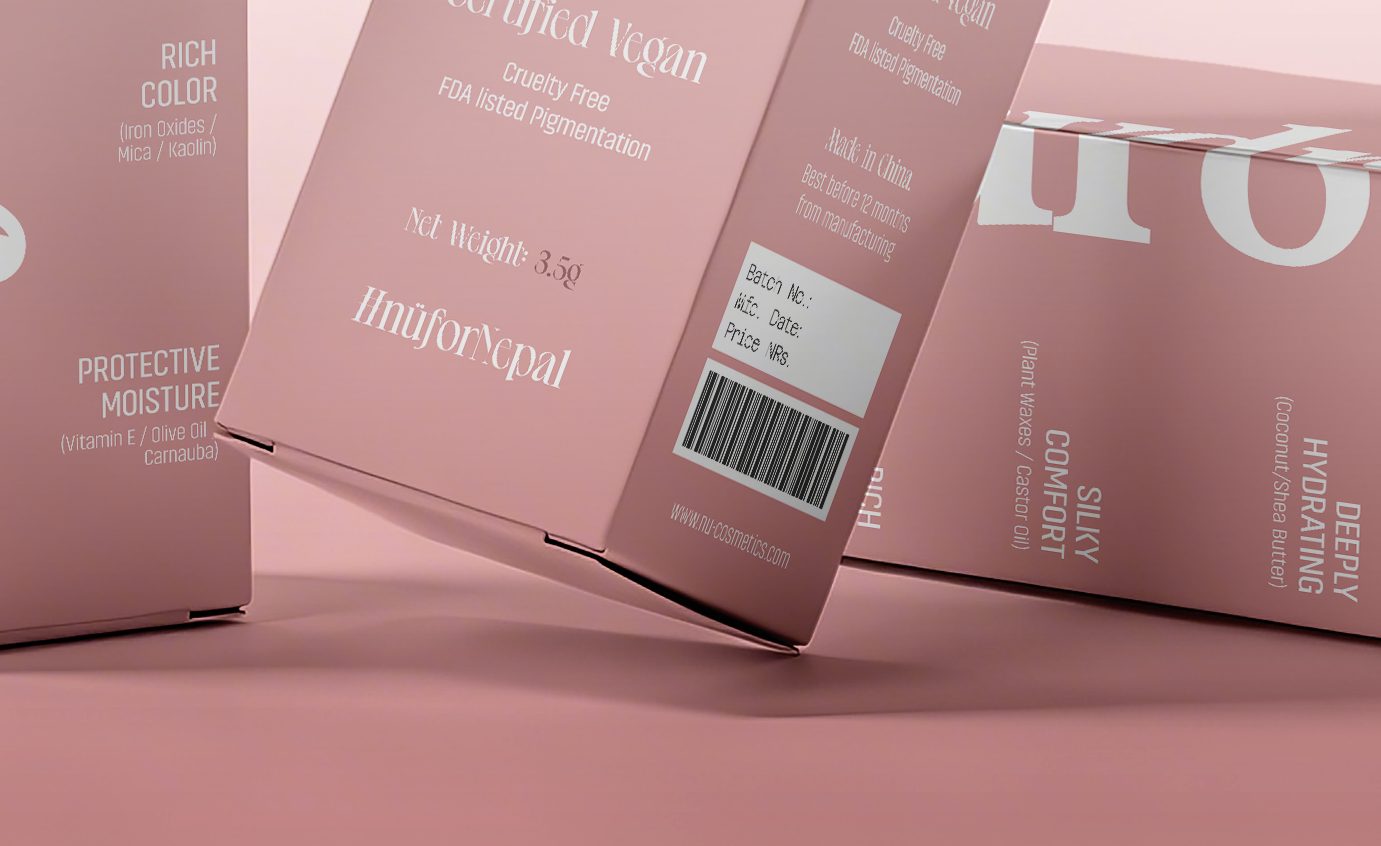 RICH
COLOR
(Iron Oxides /
Mica / Kaolin)
PROTECTIVE
MOISTURE
(Vitamin E / Olive Oil
Carnauba)
Certified Vegan
Cruelty Free
FDA listed Pigmentation
Net Weight: 3.5g
#nüforNepal
Vegan
Cruelty Free
FDA listed Pigmentation
Made in China
Best before 12 months
from manufacturing
Batch No.:
Mfc. Date:
Price NRs.
www.nu-cosmetics.com
RICH
SILKY
COMFORT
(Plant Waxes / Castor Oil)
DEEPLY
HYDRATING
(Coconut/Shea Butter)